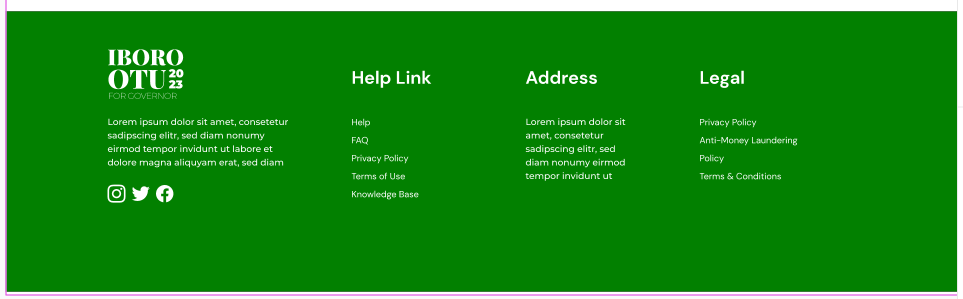 IBORO
OTU 20
23
FOR GOVERNOR
Lorem ipsum dolor sit amet, consetetur
sadipscing elitr, sed diam nonumy
eirmod tempor invidunt ut labore et
dolore magna aliquyam erat, sed diam
Help Link
Help
FAQ
Privacy Policy
Terms of Use
Knowledge Base
Address
Lorem ipsum dolor sit
amet, consetetur
sadipscing elitr, sed
diam nonumy eirmod
tempor invidunt ut
Legal
Privacy Policy
Anti-Money Laundering
Policy
Terms & Conditions